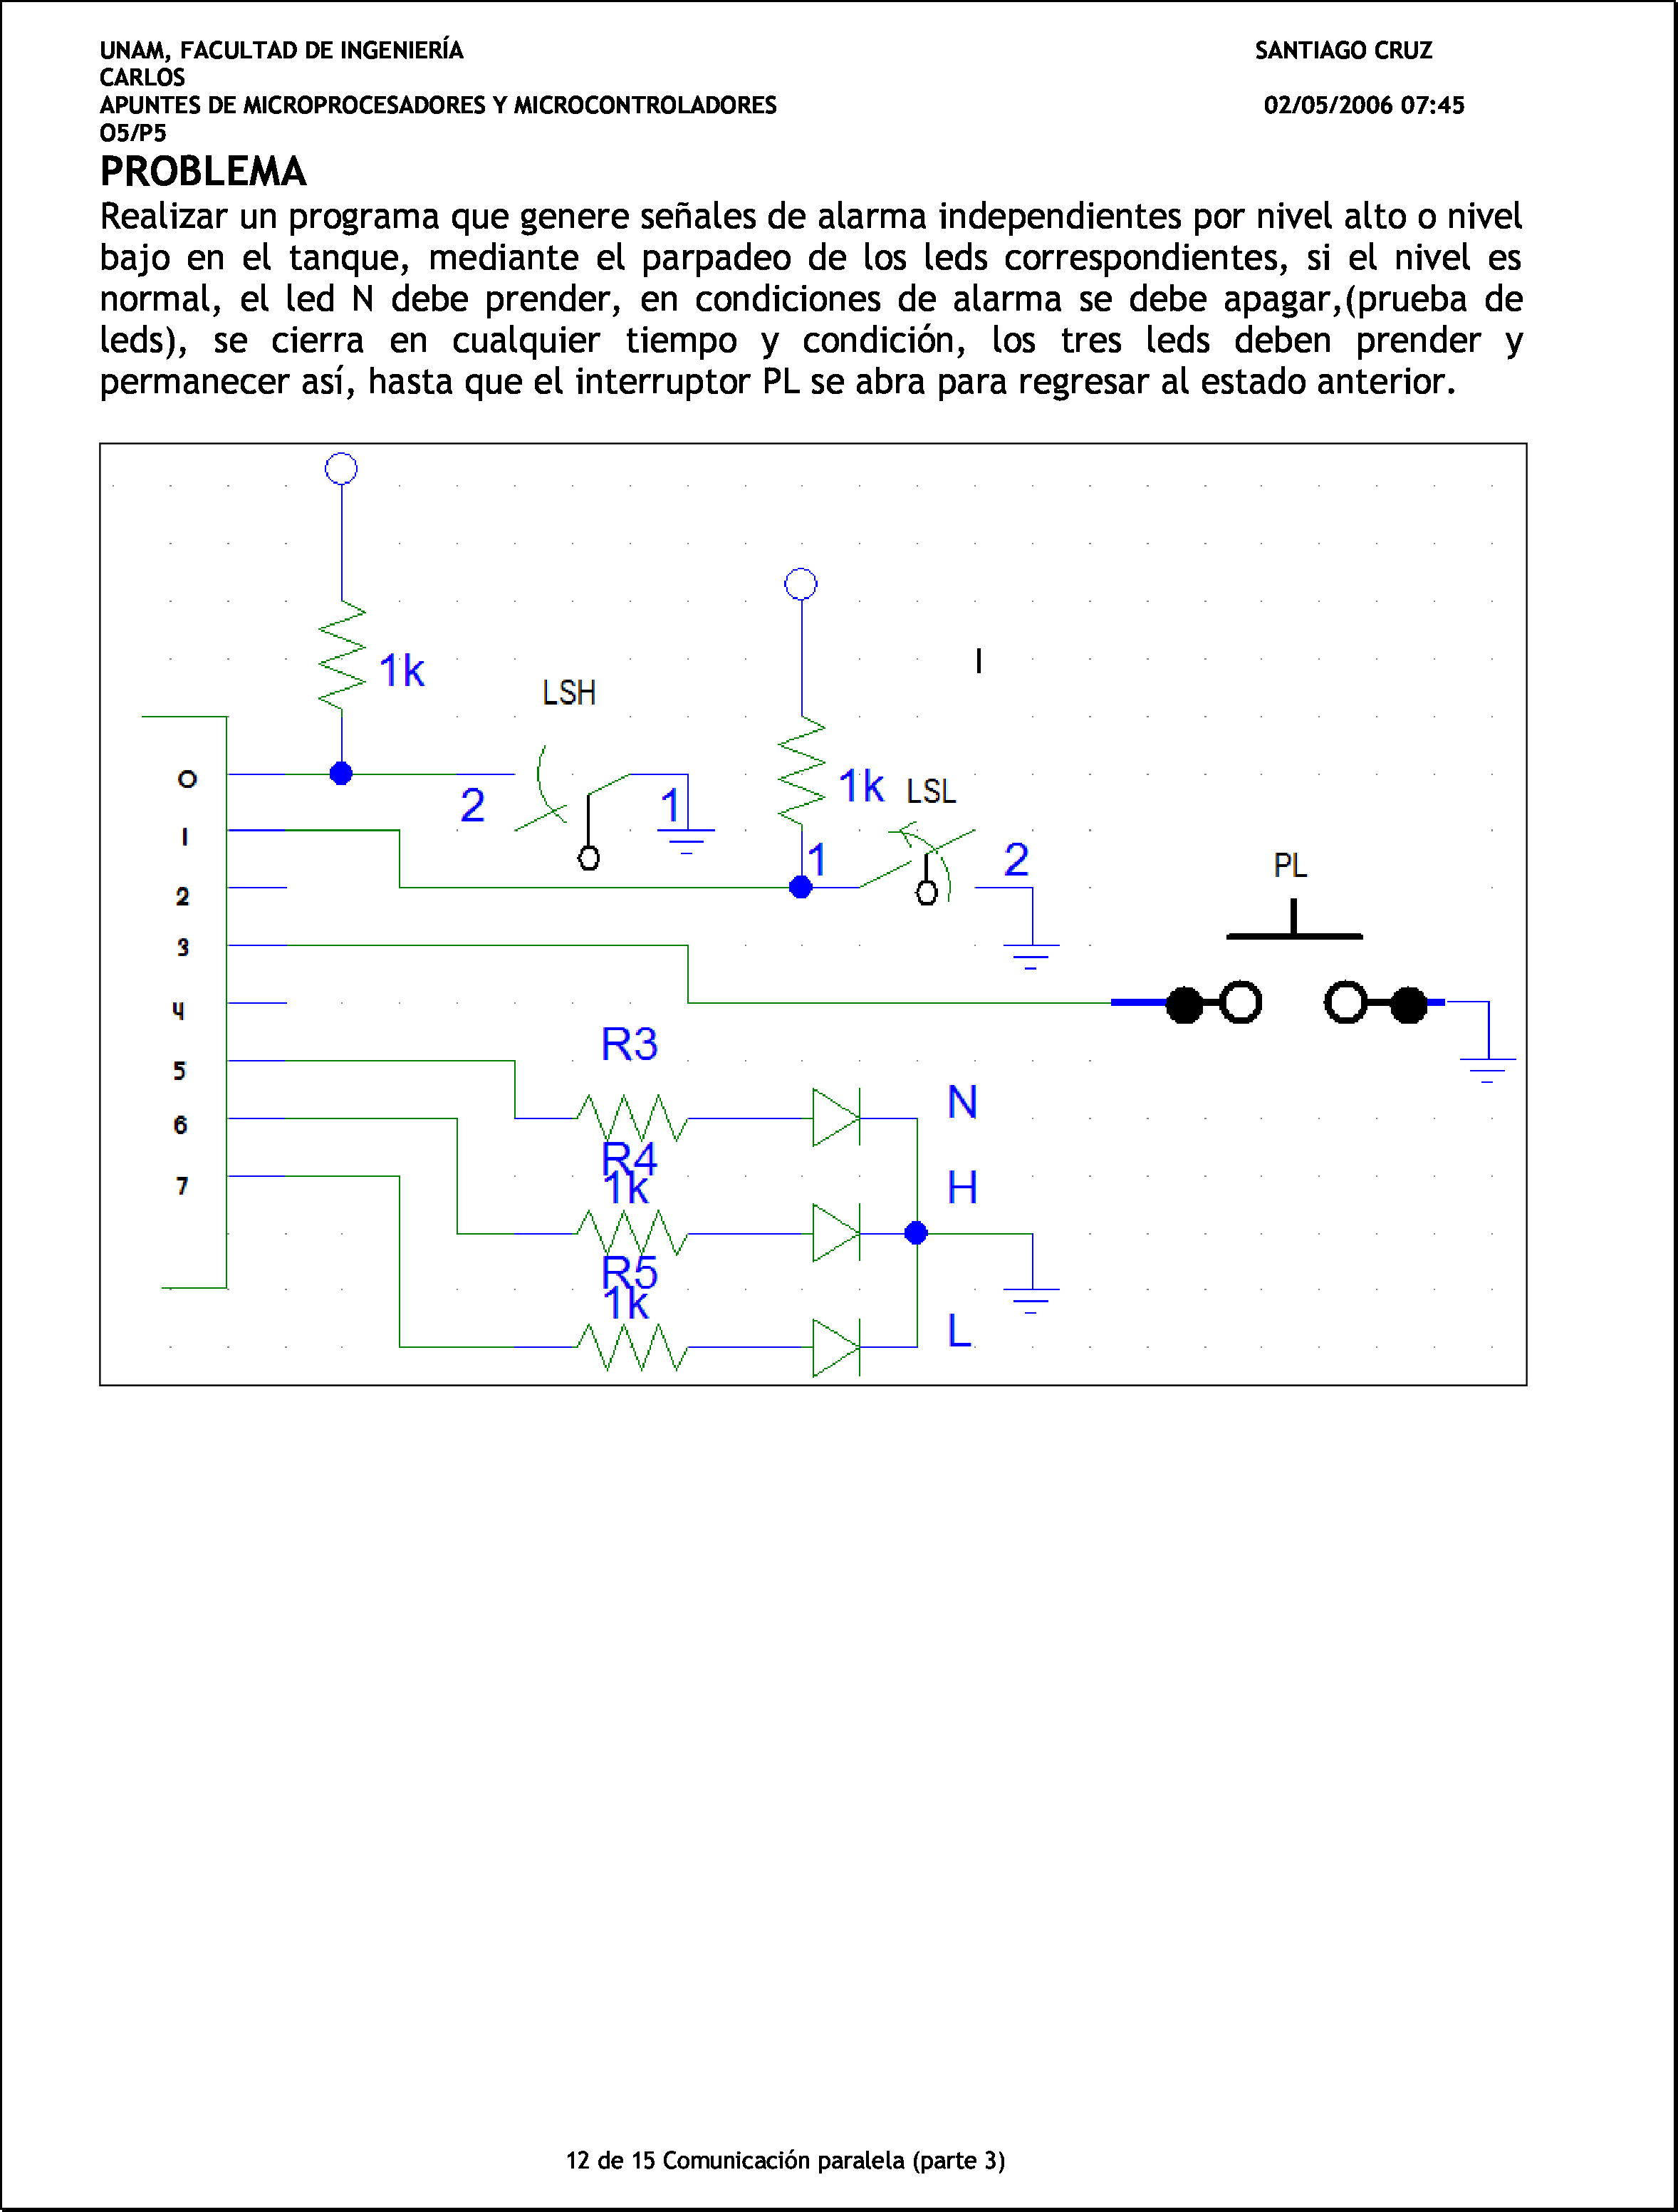 UNAM, FACULTAD DE INGENIERÍA SANTIAGO CRUZ
CARLOS
APUNTES DE MICROPROCESADORES Y MICROCONTROLADORES 02/05/2006 07:45
O5/P5
PROBLEMA
Realizar un programa que genere señales de alarma independientes por nivel alto o nivel
bajo en el tanque, mediante el parpadeo de los leds correspondientes, si el nivel es
normal, el led N debe prender, en condiciones de alarma se debe apagar,(prueba de
leds), se cierra en cualquier tiempo y condición, los tres leds deben prender y
permanecer así, hasta que el interruptor PL se abra para regresar al estado anterior.
1k
LSH
I
0
2
1
1k
LSL
1
1
2
PL
2
3
4
R3
5
N
6
R4
1k
H
7
R5
1k
L
12 de 15 Comunicación paralela (parte 3)